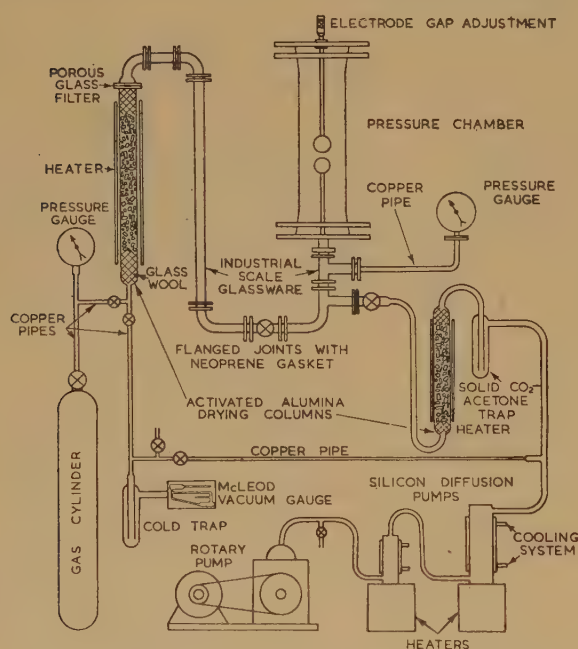 ELECTRODE GAP ADJUSTMENT
POROUS
GLASS
FILTER
PRESSURE CHAMBER
HEATER
COPPER
PIPE
PRESSURE
GAUGE
PRESSURE
GAUGE
GLASS
WOOL
INDUSTRIAL
SCALE
GLASSWARE
COPPER
PIPES
FLANGED JOINTS WITH
NEOPRENE GASKET
SOLID CO2
ACETONE
TRAP
ACTIVATED ALUMINA
DRYING COLUMNS
HEATER
COPPER PIPE
GAS CYLINDER
McLEOD
VACUUM GAUGE
SILICON DIFFUSION
PUMPS
COLD TRAP
COOLING
SYSTEM
ROTARY
PUMP
HEATERS